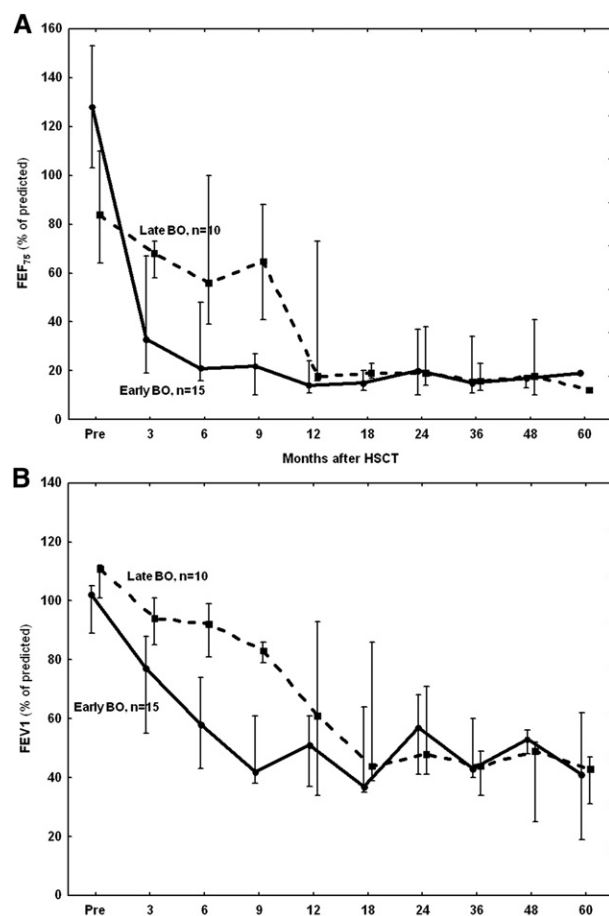 A
160
140
120
100
80
60
40
20
0
FEF75 (% of predicted)
Late BO, n=10
Early BO, n=15
Pre 3 6 9 12 18 24 36 48 60
Months after HSCT
B
140
120
100
80
60
40
20
0
FEV1 (% of predicted)
Late BO, n=10
Early BO, n=15
Pre 3 6 9 12 18 24 36 48 60